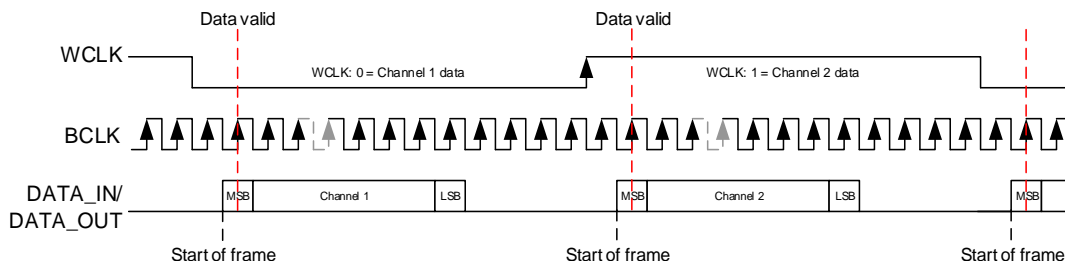 Data valid Data valid
WCLK
WCLK: 0 = Channel 1 data WCLK: 1 = Channel 2 data
BCLK
DATA_IN/
DATA_OUT
MSB Channel 1 LSB MSB Channel 2 LSB MSB
Start of frame Start of frame Start of frame